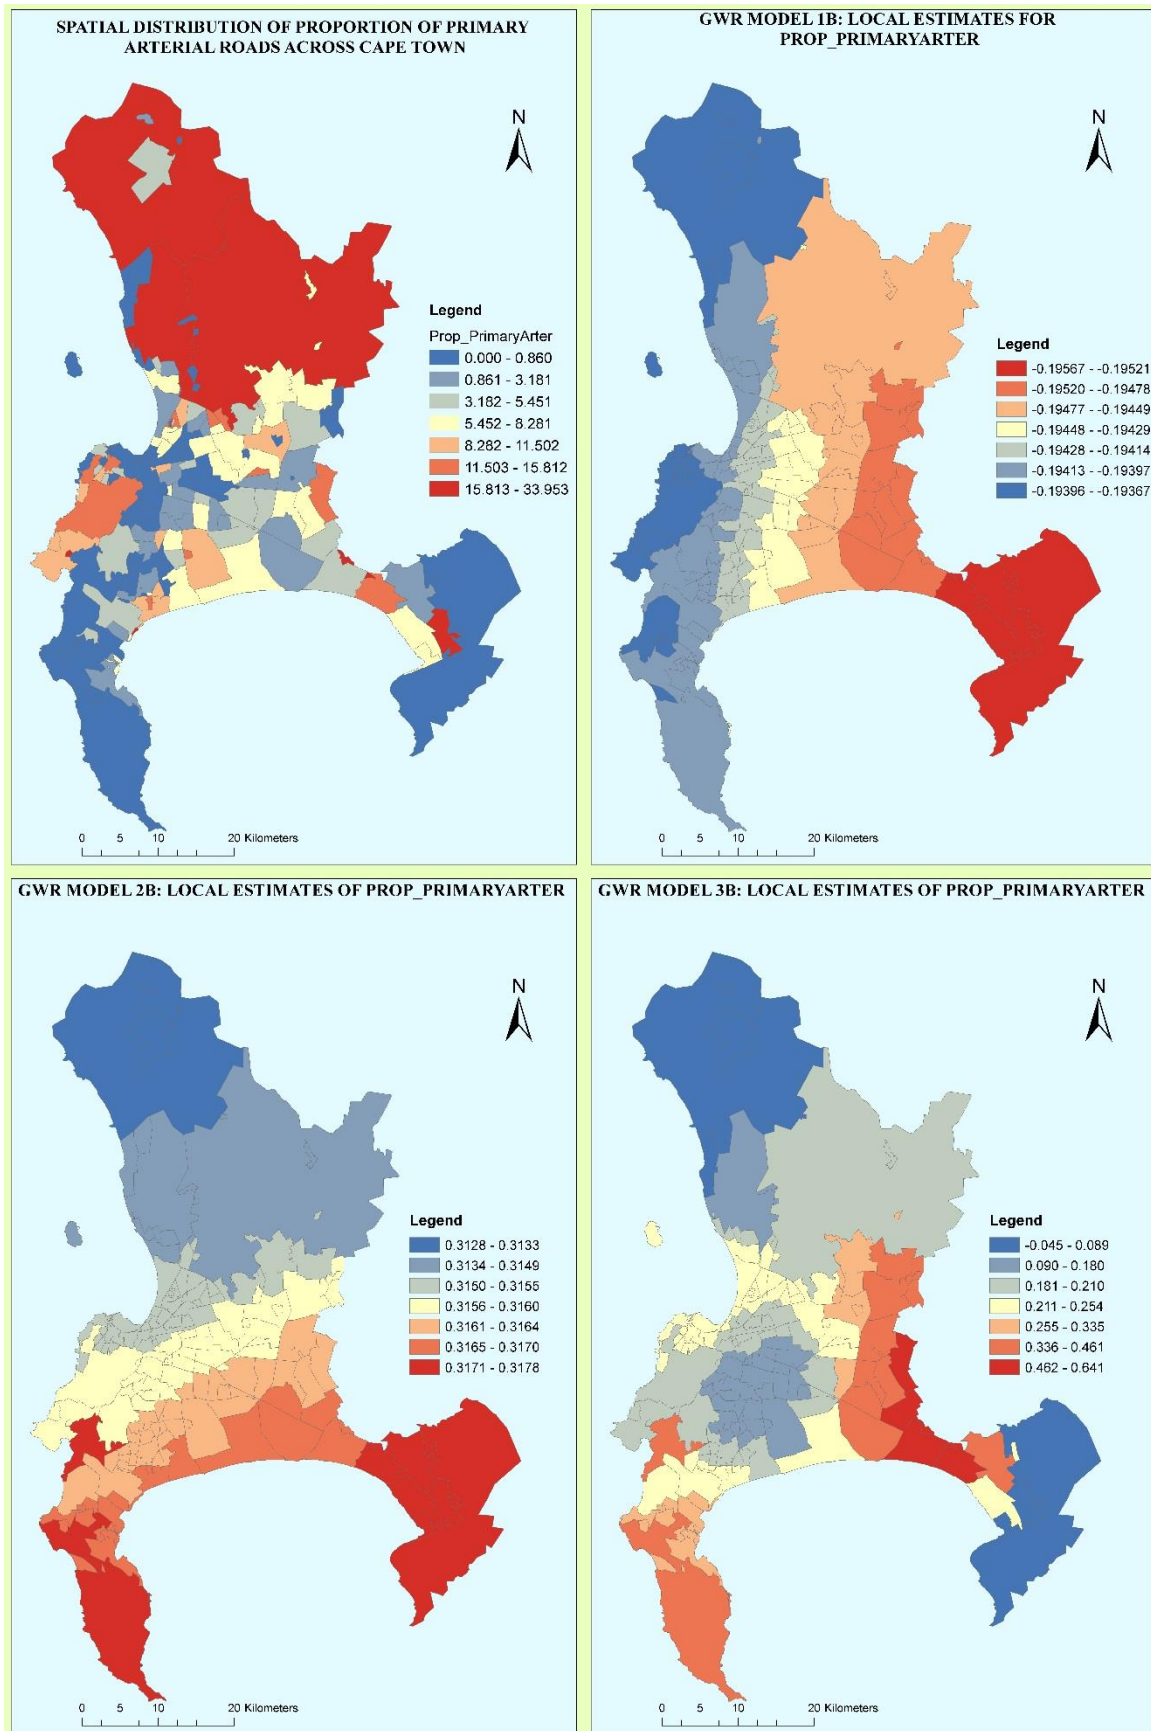 SPATIAL DISTRIBUTION OF PROPORTION OF PRIMARY
ARTERIAL ROADS ACROSS CAPE TOWN
N
Legend
Prop_PrimaryArter
0.000 - 0.860
0.861 - 3.181
3.182 - 5.451
5.452 - 8.281
8.282 - 11.502
11.503 - 15.812
15.813 - 33.953
0 5 10 20 Kilometers
GWR MODEL 1B: LOCAL ESTIMATES FOR
PROP_PRIMARYARTER
N
Legend
-0.19567 - -0.19521
-0.19520 - -0.19478
-0.19477 - -0.19449
-0.19448 - -0.19429
-0.19428 - -0.19414
-0.19413 - -0.19397
-0.19396 - -0.19367
0 5 10 20 Kilometers
GWR MODEL 2B: LOCAL ESTIMATES OF PROP_PRIMARYARTER
N
Legend
0.3128 - 0.3133
0.3134 - 0.3149
0.3150 - 0.3155
0.3156 - 0.3160
0.3161 - 0.3164
0.3165 - 0.3170
0.3171 - 0.3178
0 5 10 20 Kilometers
GWR MODEL 3B: LOCAL ESTIMATES OF PROP_PRIMARYARTER
N
Legend
-0.045 - 0.089
0.090 - 0.180
0.181 - 0.210
0.211 - 0.254
0.255 - 0.335
0.336 - 0.461
0.462 - 0.641
0 5 10 20 Kilometers